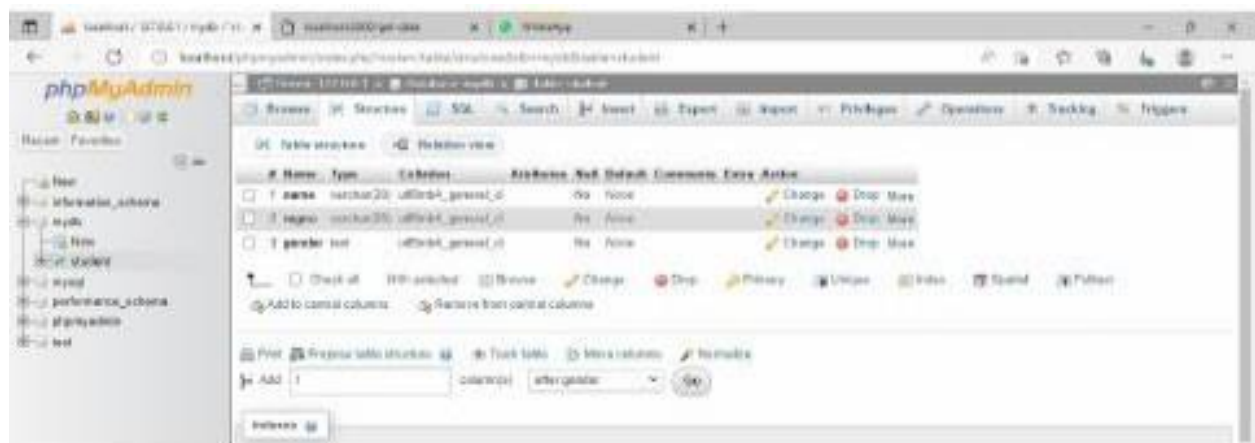 WhatsApp
phpMyAdmin
Recent Favorites
New
information_schema
mydb
New
student
mysql
performance_schema
phpmyadmin
test
Browse Structure SQL Search Insert Export Import Privileges Operations Tracking Triggers
Table structure Relation view
# Name Type Collation Attributes Null Default Comments Extra Action
1 name varchar(20) utf8mb4_general_ci No None Change Drop More
2 regno utf8mb4_general_ci No None Change Drop More
3 gender text utf8mb4_general_ci No None Change Drop More
Check all With selected: Browse Change Drop Primary Unique Index Spatial Fulltext
Add to central columns Remove from central columns
Print Propose table structure Track table Move columns Normalize
Add 1 column(s) after gender Go
Indexes